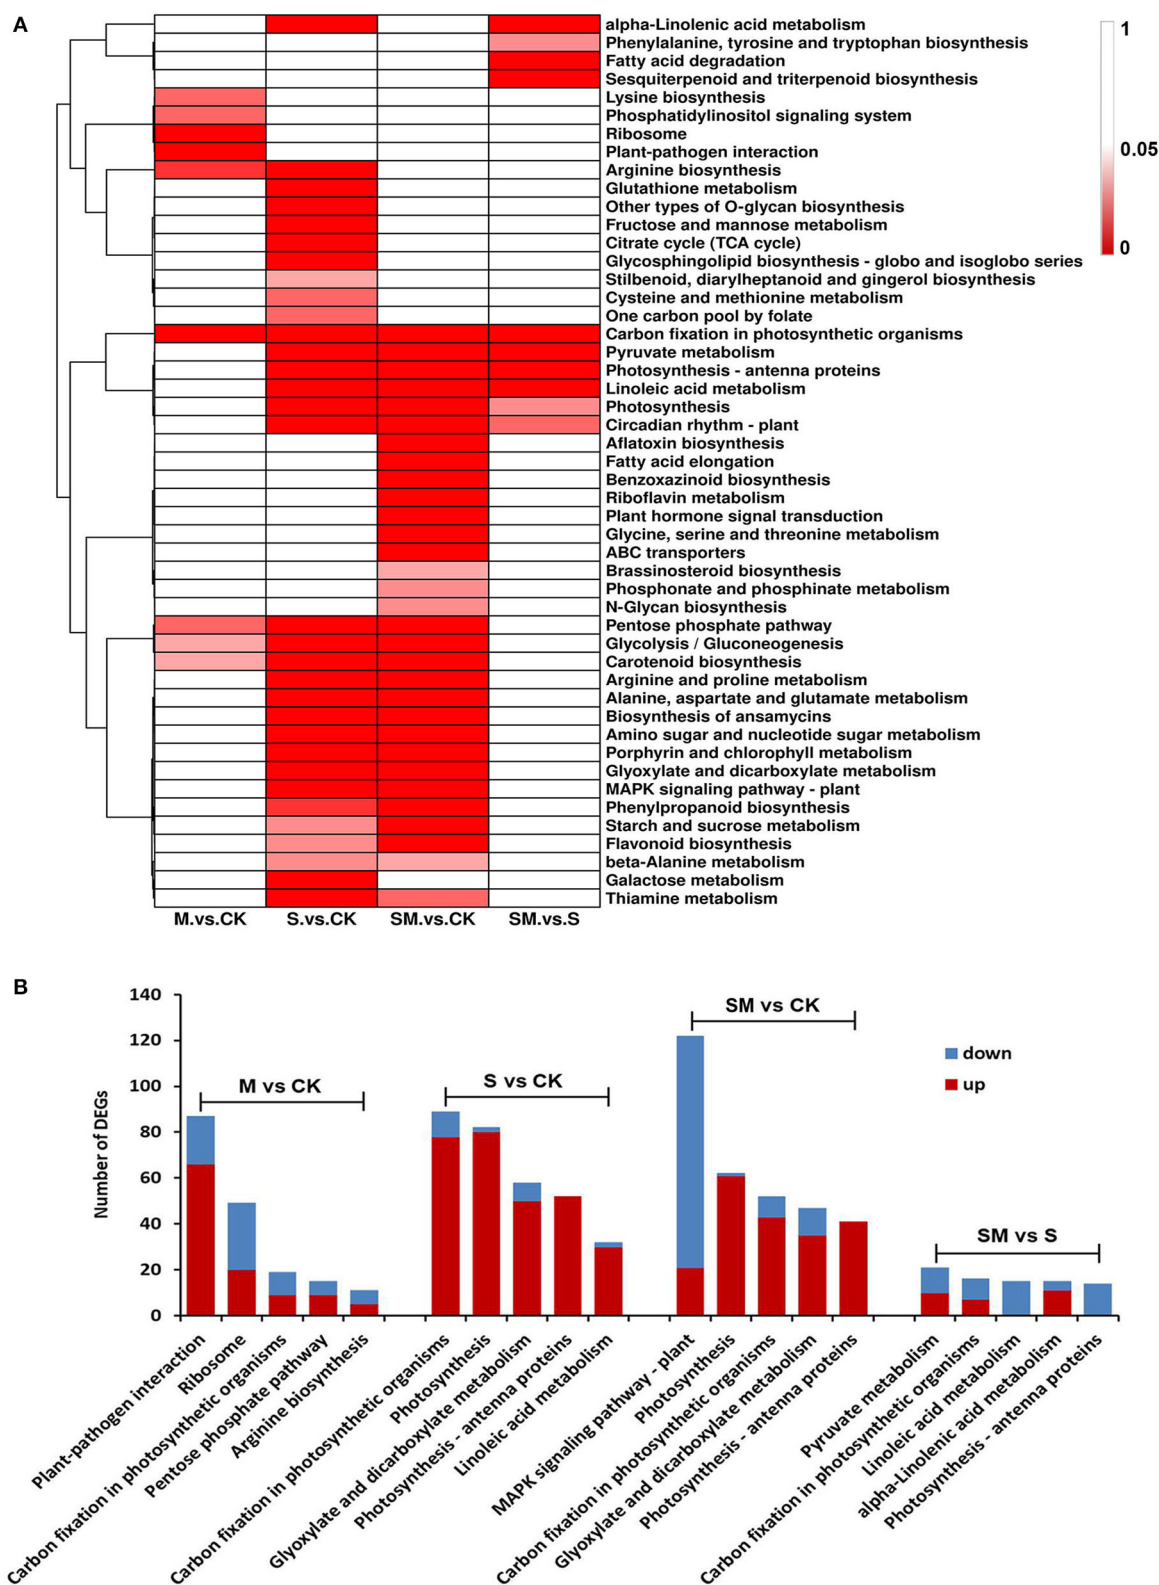 A
alpha-Linolenic acid metabolism
Phenylalanine, tyrosine and tryptophan biosynthesis
Fatty acid degradation
Sesquiterpenoid and triterpenoid biosynthesis
Lysine biosynthesis
Phosphatidylinositol signaling system
Ribosome
Plant-pathogen interaction
Arginine biosynthesis
Glutathione metabolism
Other types of O-glycan biosynthesis
Fructose and mannose metabolism
Citrate cycle (TCA cycle)
Glycosphingolipid biosynthesis - globo and isoglobo series
Stilbenoid, diarylheptanoid and gingerol biosynthesis
Cysteine and methionine metabolism
One carbon pool by folate
Carbon fixation in photosynthetic organisms
Pyruvate metabolism
Photosynthesis - antenna proteins
Linoleic acid metabolism
Photosynthesis
Circadian rhythm - plant
Aflatoxin biosynthesis
Fatty acid elongation
Benzoxazinoid biosynthesis
Riboflavin metabolism
Plant hormone signal transduction
Glycine, serine and threonine metabolism
ABC transporters
Brassinosteroid biosynthesis
Phosphonate and phosphinate metabolism
N-Glycan biosynthesis
Pentose phosphate pathway
Glycolysis / Gluconeogenesis
Carotenoid biosynthesis
Arginine and proline metabolism
Alanine, aspartate and glutamate metabolism
Biosynthesis of ansamycins
Amino sugar and nucleotide sugar metabolism
Porphyrin and chlorophyll metabolism
Glyoxylate and dicarboxylate metabolism
MAPK signaling pathway - plant
Phenylpropanoid biosynthesis
Starch and sucrose metabolism
Flavonoid biosynthesis
beta-Alanine metabolism
Galactose metabolism
Thiamine metabolism
M.vs.CK S.vs.CK SM.vs.CK SM.vs.S
1
0.05
0
B
Number of DEGs
140
120
100
80
60
40
20
0
M vs CK
S vs CK
SM vs CK
SM vs S
down
up
Plant-pathogen interaction
Ribosome
Carbon fixation in photosynthetic organisms
Pentose phosphate pathway
Arginine biosynthesis
Carbon fixation in photosynthetic organisms
Photosynthesis
Glyoxylate and dicarboxylate metabolism
Photosynthesis - antenna proteins
Linoleic acid metabolism
MAPK signaling pathway - plant
Photosynthesis
Carbon fixation in photosynthetic organisms
Glyoxylate and dicarboxylate metabolism
Photosynthesis - antenna proteins
Pyruvate metabolism
Carbon fixation in photosynthetic organisms
Linoleic acid metabolism
alpha-Linolenic acid metabolism
Photosynthesis - antenna proteins